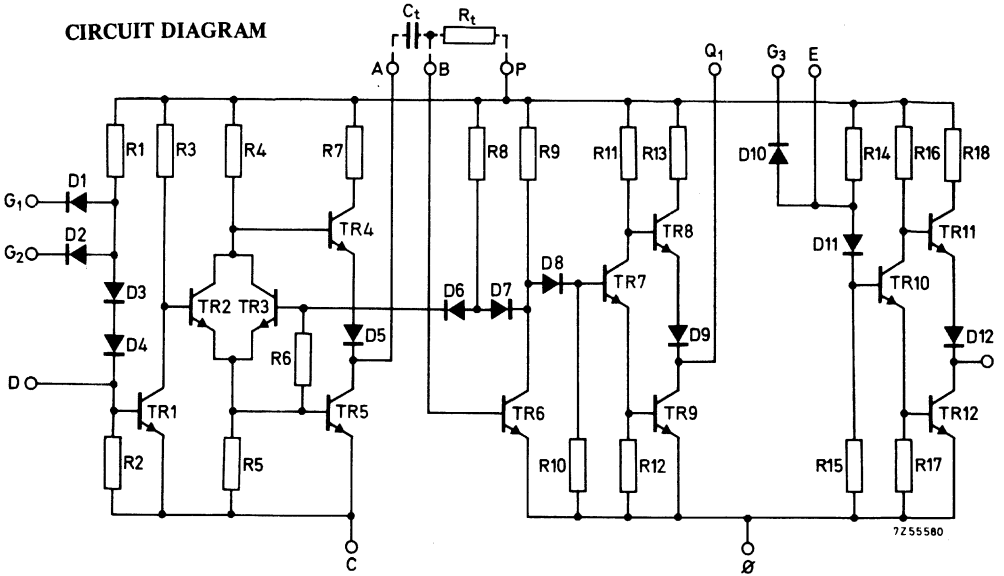 CIRCUIT DIAGRAM
Ct Rt
A B P Q1 G3 E
R1 R3 R4 R7 R8 R9 R11 R13 D10 R14 R16 R18
G1 D1
TR4 TR8 TR11
G2 D2
D11
D8
D3 TR2 TR3 D6 D7 TR7 TR10
D4 R6 D5 D9 D12
D
TR1 TR5 TR6 TR9 TR12
R2 R5 R10 R12 R15 R17
7Z55580
C Ø